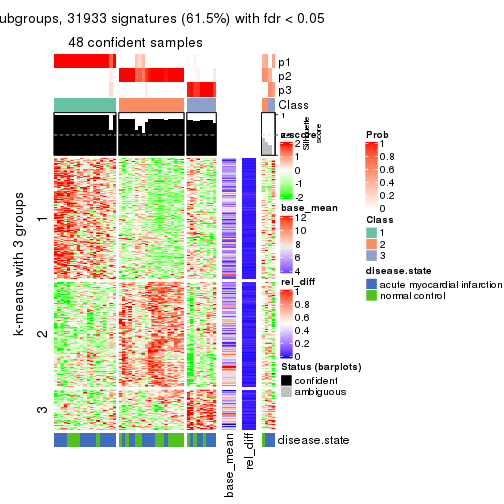 ubgroups, 31933 signatures (61.5%) with fdr < 0.05
48 confident samples
p1
p2
p3
Class
1
Silhouette
score
z-score
2
1
0
-1
-2
base_mean
12
10
8
6
4
rel_diff
1
0.8
0.6
0.4
0.2
0
Status (barplots)
confident
ambiguous
Prob
1
0.8
0.6
0.4
0.2
0
Class
1
2
3
disease.state
acute myocardial infarction
normal control
k-means with 3 groups
1
2
3
disease.state
base_mean
rel_diff